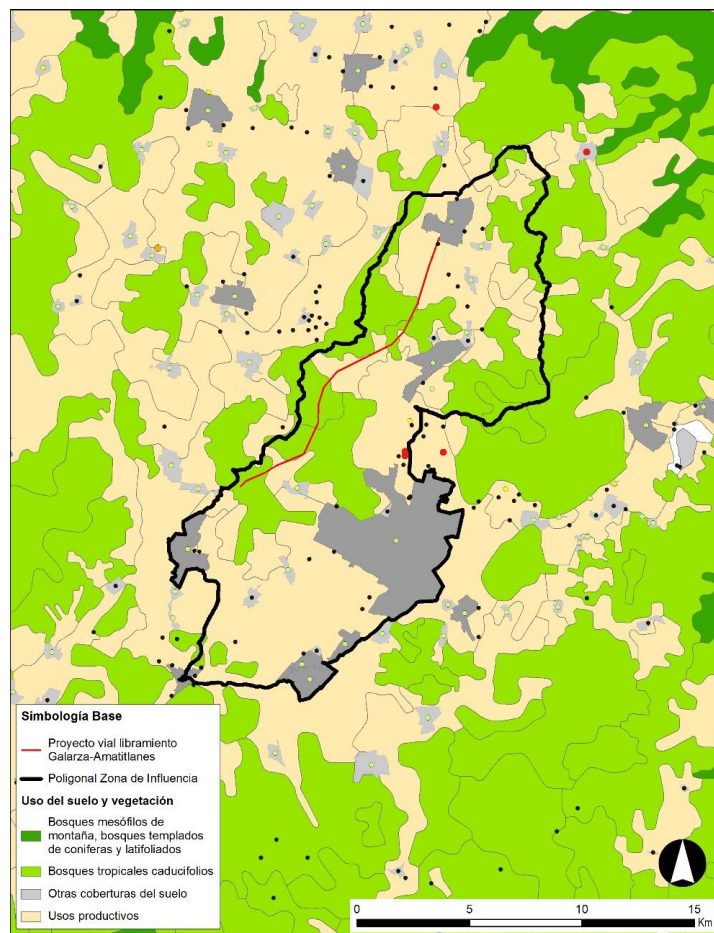 Simbología Base
Proyecto vial libramiento
Galarza-Amatitlanes
Poligonal Zona de Influencia
Uso del suelo y vegetación
Bosques mesófilos de
montaña, bosques templados
de coniferas y latifoliados
Bosques tropicales caducifolios
Otras coberturas del suelo
Usos productivos
0 5 10 15
Km